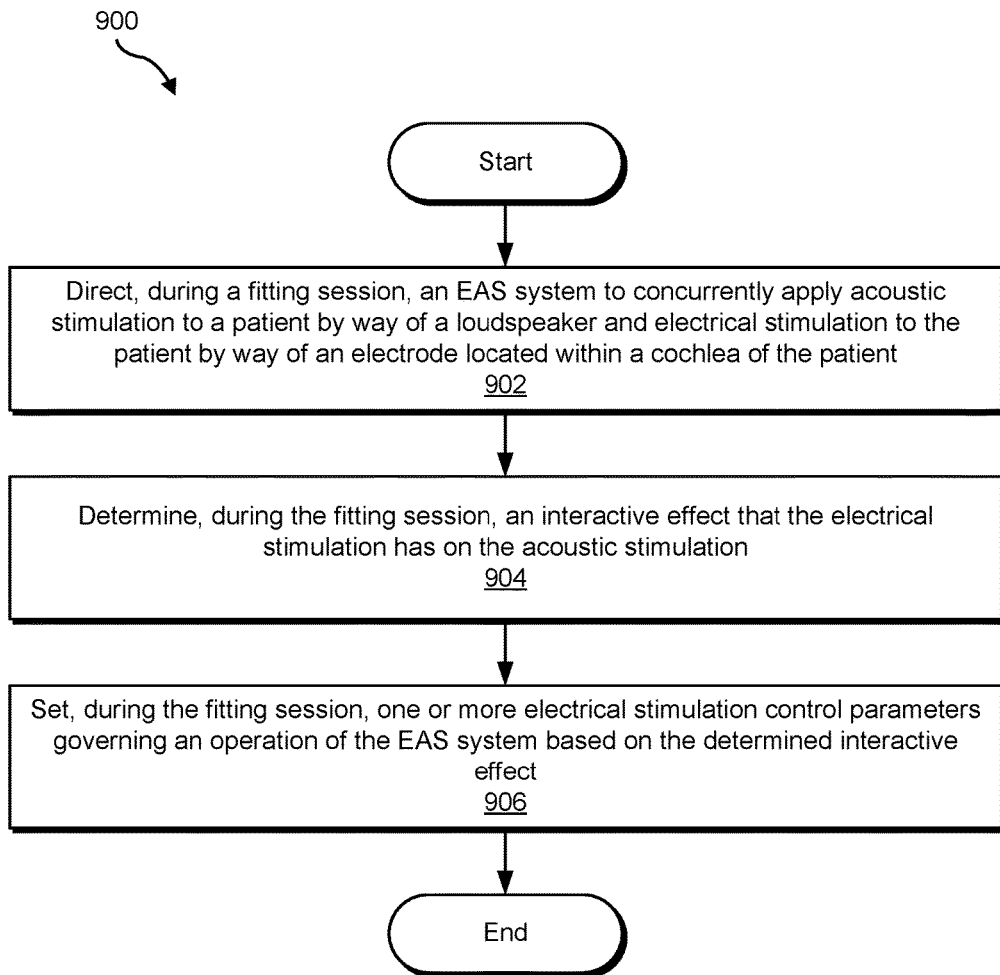 900
Start
Direct, during a fitting session, an EAS system to concurrently apply acoustic
stimulation to a patient by way of a loudspeaker and electrical stimulation to the
patient by way of an electrode located within a cochlea of the patient
902
Determine, during the fitting session, an interactive effect that the electrical
stimulation has on the acoustic stimulation
904
Set, during the fitting session, one or more electrical stimulation control parameters
governing an operation of the EAS system based on the determined interactive
effect
906
End